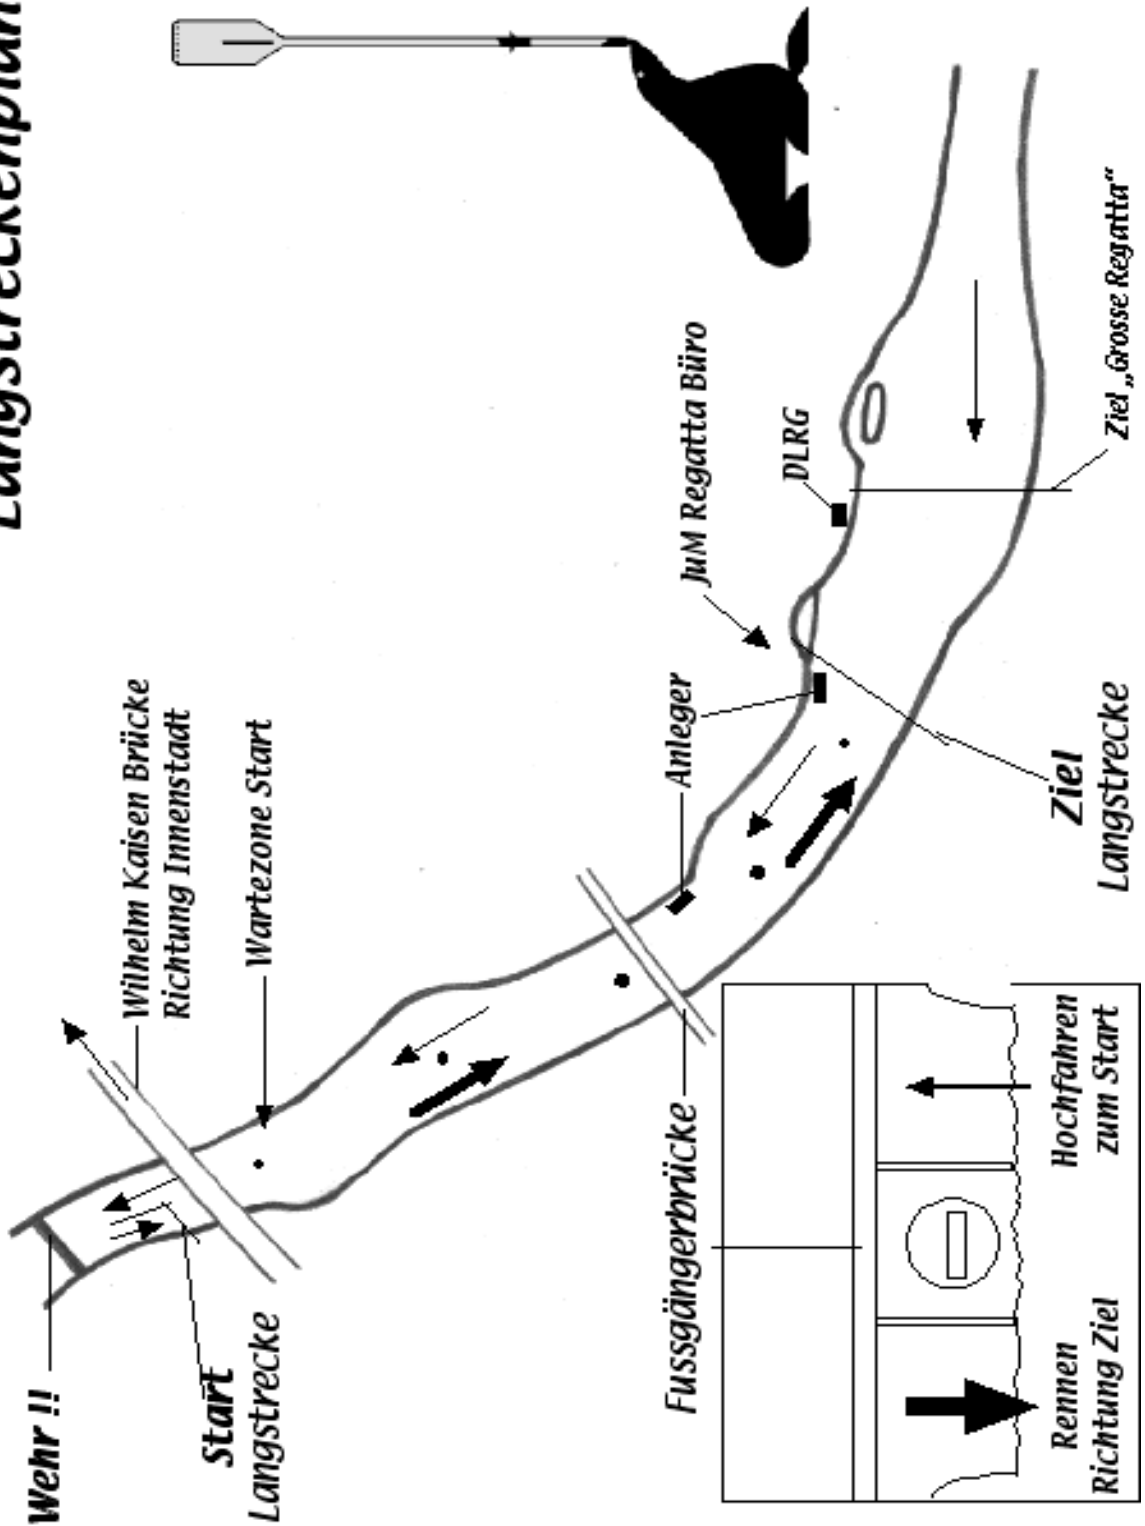 Langstreckenplan
Wehr !!
Start
Langstrecke
Wilhelm Kaisen Brücke
Richtung Innenstadt
Wartezone Start
Fussgängerbrücke
Anleger
JuM Regatta Büro
DLRG
Ziel
Langstrecke
Ziel „Grosse Regatta“
Rennen
Richtung Ziel
Hochfahren
zum Start